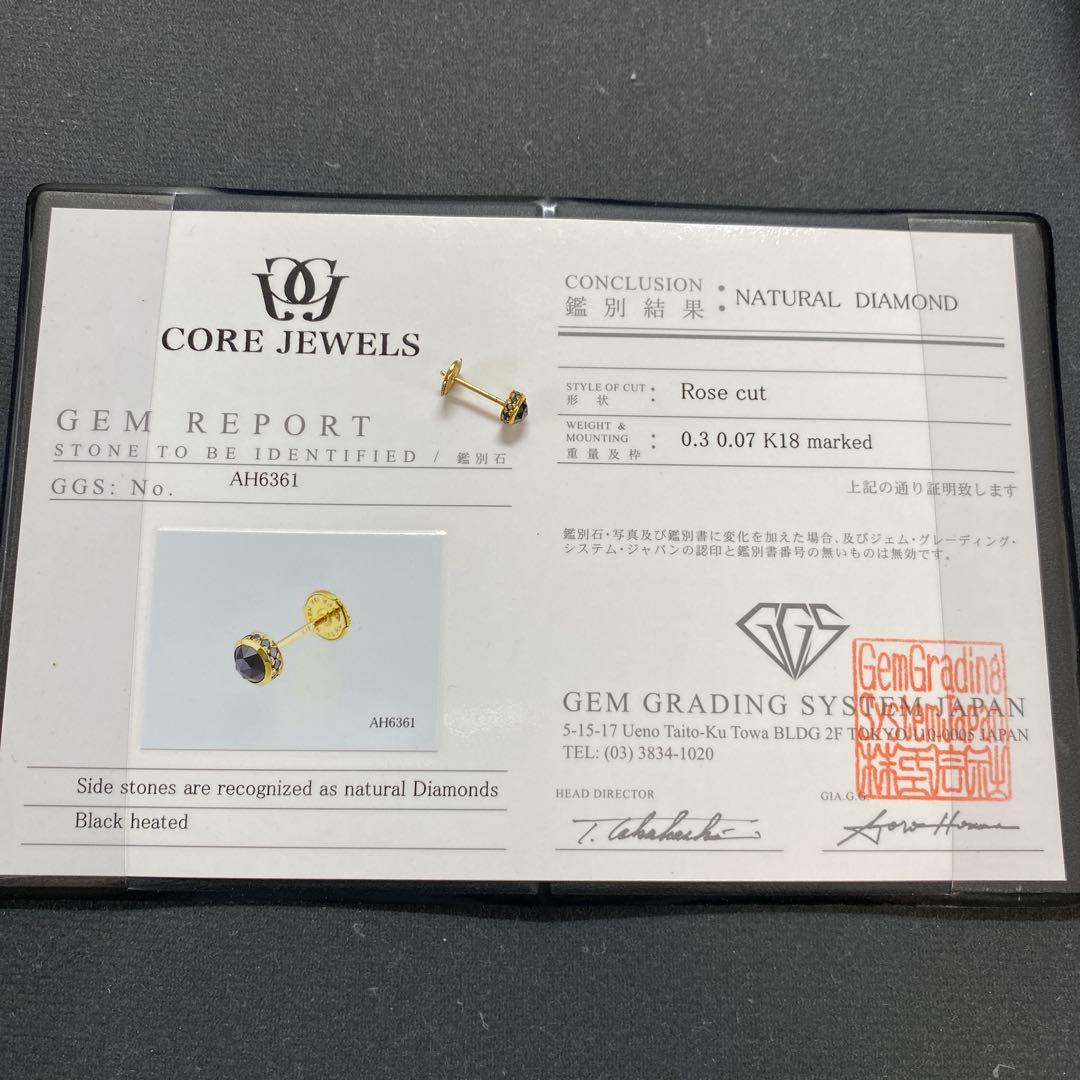 CORE JEWELS
GEM REPORT
STONE TO BE IDENTIFIED / 鑑別石
GGS: No. AH6361
AH6361
Side stones are recognized as natural Diamonds
Black heated
CONCLUSION : NATURAL DIAMOND
鑑別結果
STYLE OF CUT : Rose cut
形状
WEIGHT &
MOUNTING : 0.3 0.07 K18 marked
重量及枠
上記の通り証明致します
鑑別石・写真及び鑑別書に変化を加えた場合、及びジェム・グレーディング・
システム・ジャパンの認印と鑑別書番号の無いものは無効です。
GGS
GEM GRADING SYSTEM JAPAN
5-15-17 Ueno Taito-Ku Towa BLDG 2F TOKYO 110-0005 JAPAN
TEL: (03) 3834-1020
GemGrading
SystemJapan
株式会社
HEAD DIRECTOR
GIA.G.G.